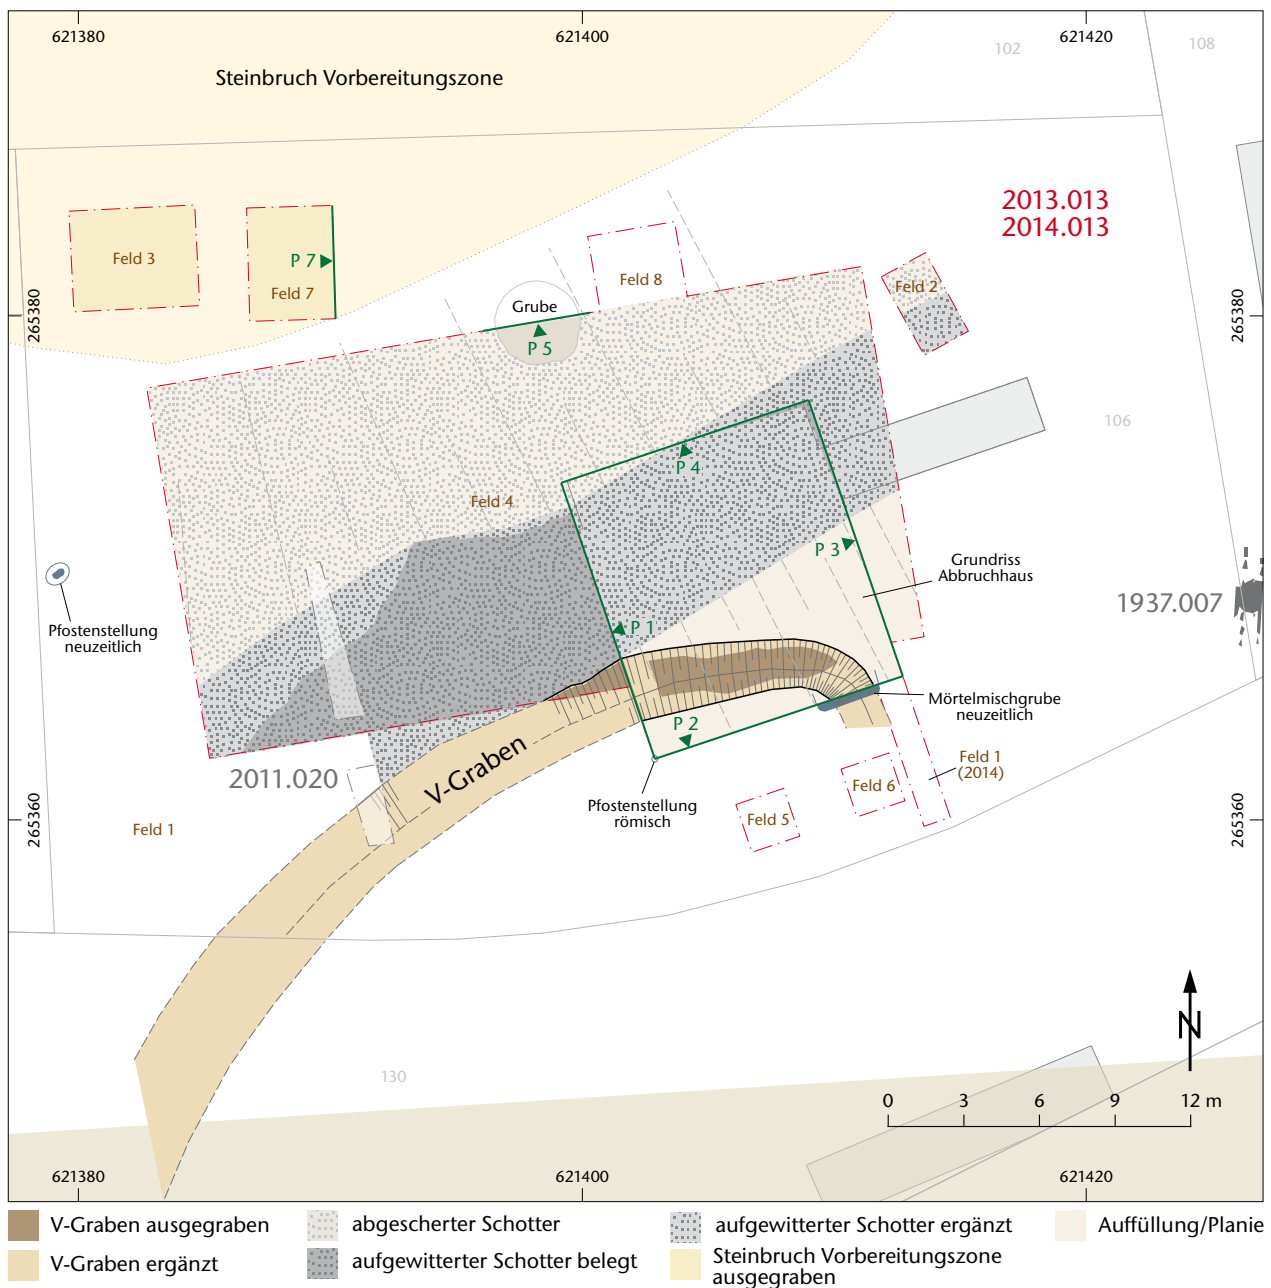 621380
621400
621420
102
108
Steinbruch Vorbereitungszone
2013.013
2014.013
Feld 3
P 7
Feld 7
Feld 8
Feld 2
Grube
P 5
265380
265380
106
P 4
Feld 4
P 3
Grundriss
Abbruchhaus
1937.007
Pfostenstellung
neuzeitlich
P 1
Mörtelmischgrube
neuzeitlich
P 2
V-Graben
2011.020
Feld 1
(2014)
Feld 6
Pfostenstellung
römisch
Feld 5
Feld 1
265360
265360
N
130
0
3
6
9
12 m
621380
621400
621420
V-Graben ausgegraben
V-Graben ergänzt
abgescherter Schotter
aufgewitterter Schotter belegt
aufgewitterter Schotter ergänzt
Steinbruch Vorbereitungszone
ausgegraben
Auffüllung/Planie